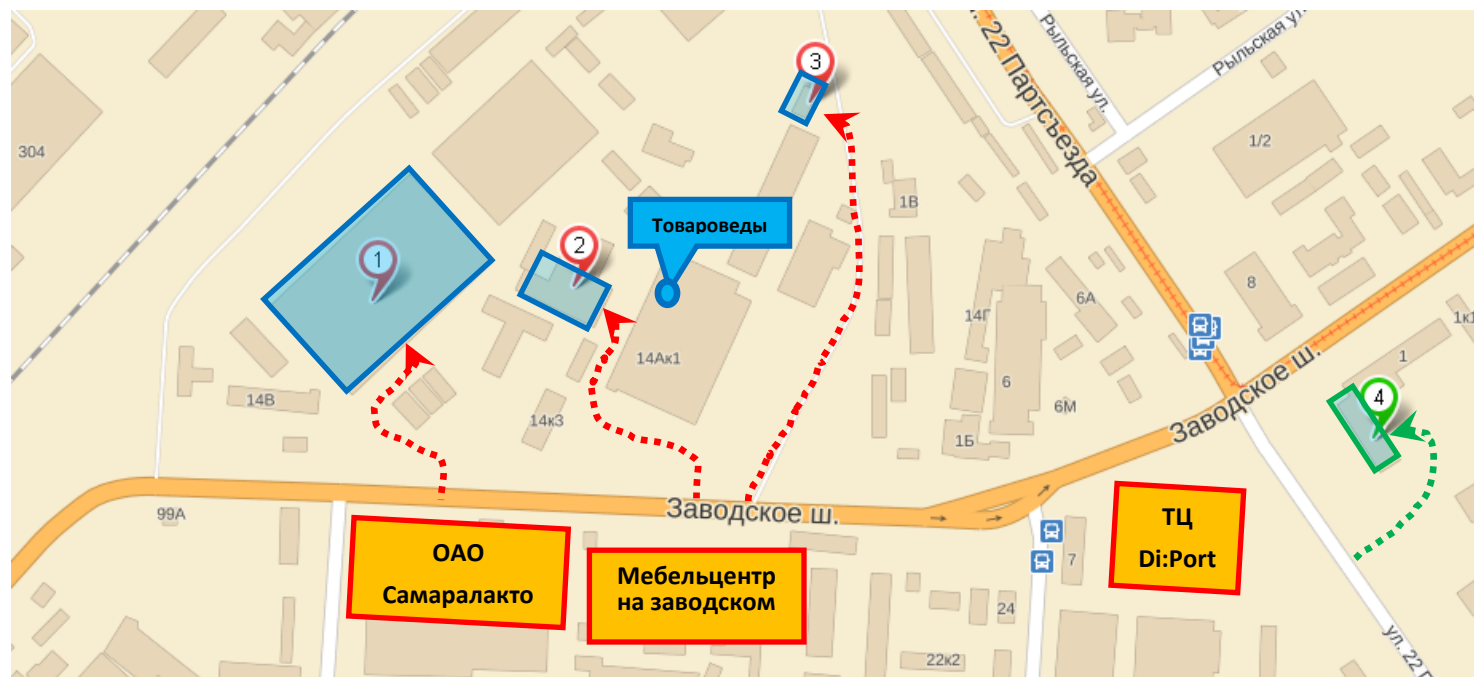 . 22 Партсъезда
Рыльская ул.
Рыльская ул.
3
304
1/2
1В
Товароведы
2
1
14Г
6А
8
1к1
14Ак1
1
6
4
14В
14к3
6М
1Б
Заводское ш.
99А
Заводское ш.
ОАО
Самаралакто
Мебельцентр
на заводском
ТЦ
Di:Port
7
24
22к2
ул. 22 П